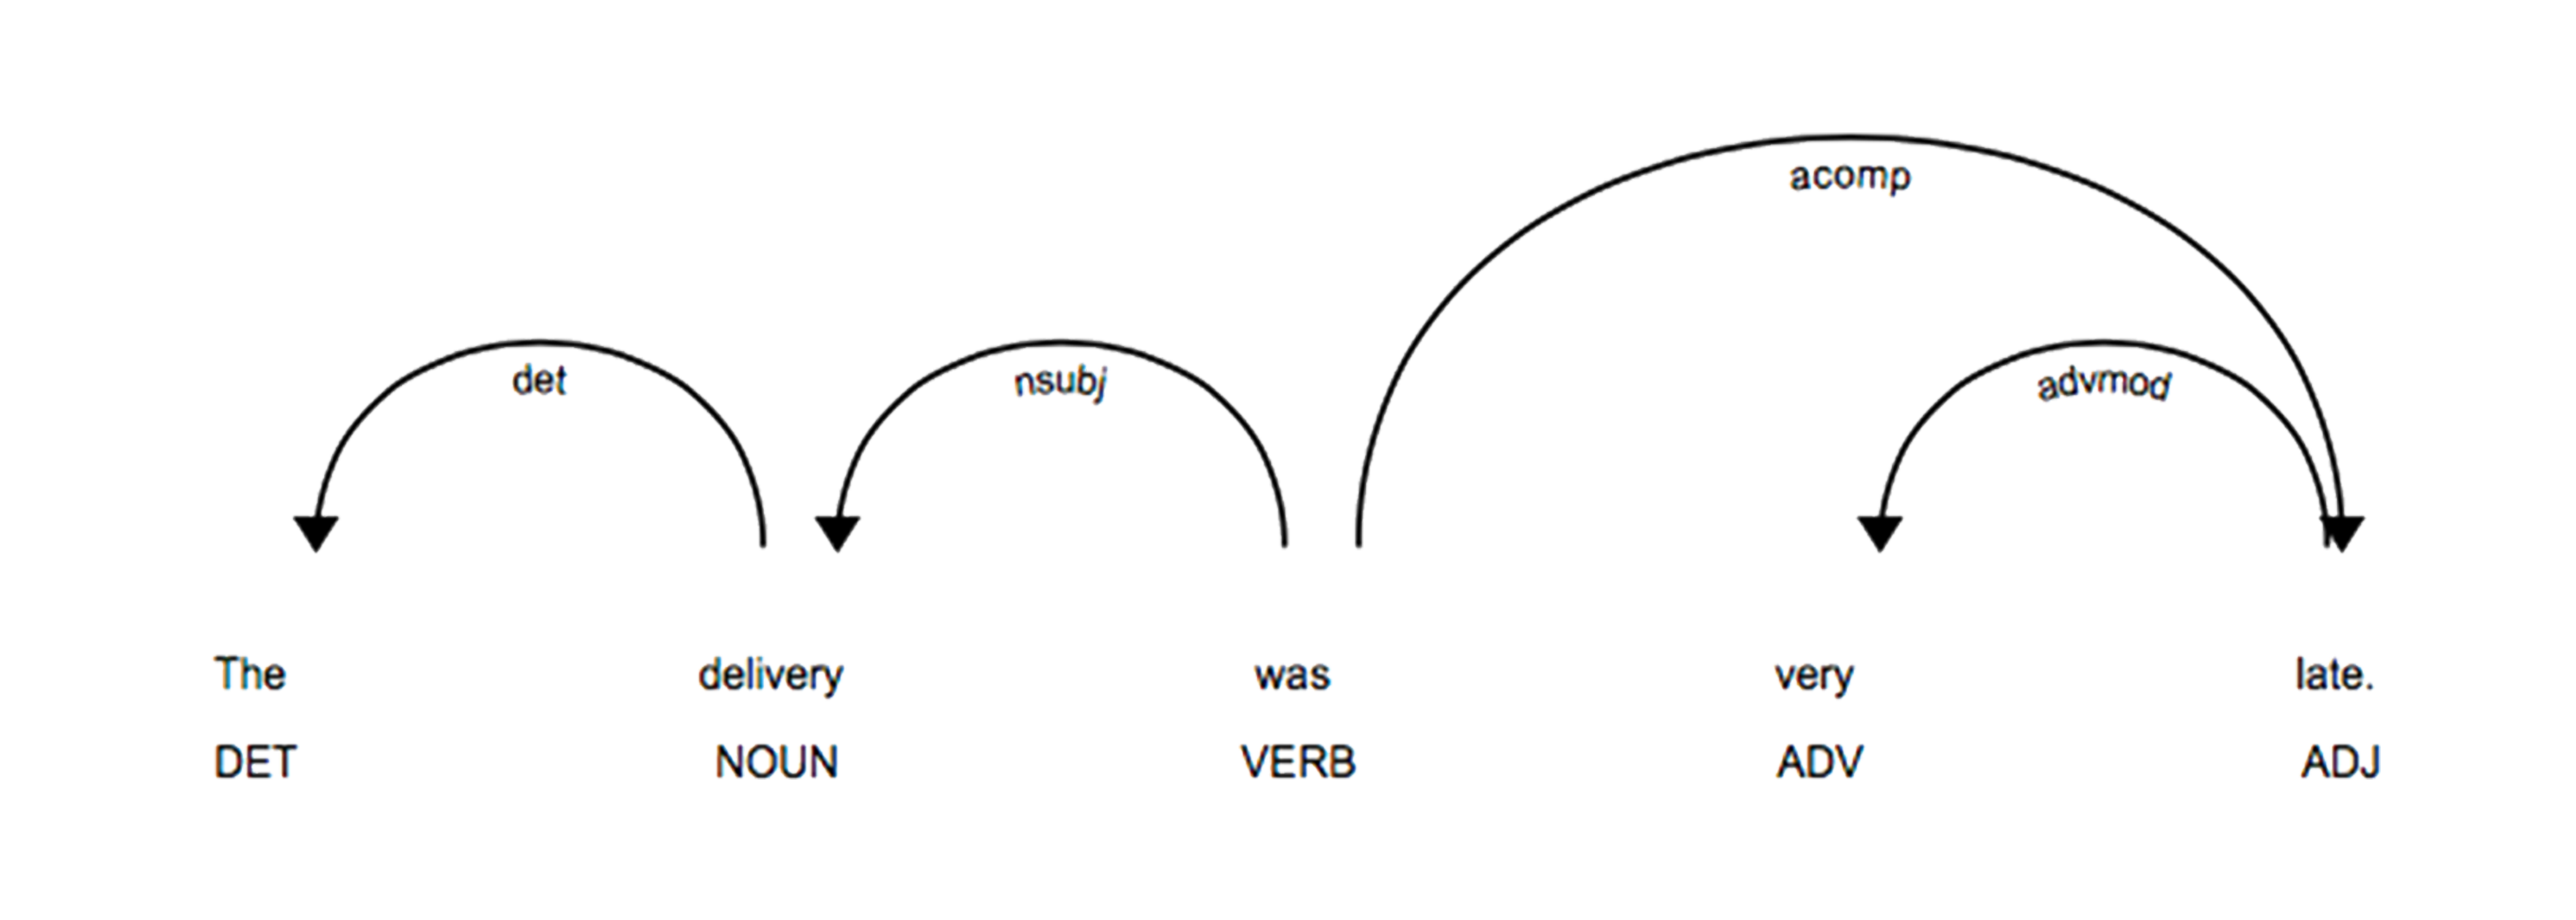 acomp
det nsubj advmod
The delivery was very late.
DET NOUN VERB ADV ADJ